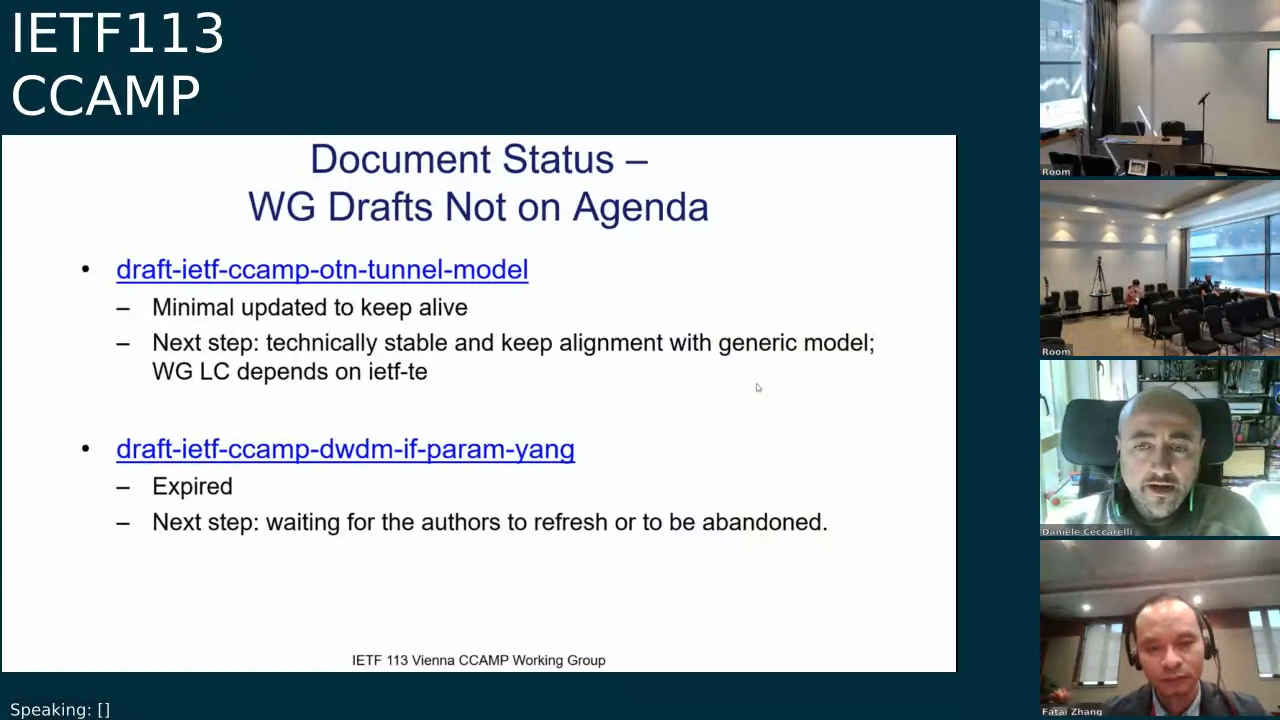 IETF113
CCAMP
Document Status –
WG Drafts Not on Agenda
• draft-ietf-ccamp-otn-tunnel-model
– Minimal updated to keep alive
– Next step: technically stable and keep alignment with generic model;
WG LC depends on ietf-te
• draft-ietf-ccamp-dwdm-if-param-yang
– Expired
– Next step: waiting for the authors to refresh or to be abandoned.
IETF 113 Vienna CCAMP Working Group
Speaking: []
Room
Room
Daniele Ceccarelli
Fatai Zhang